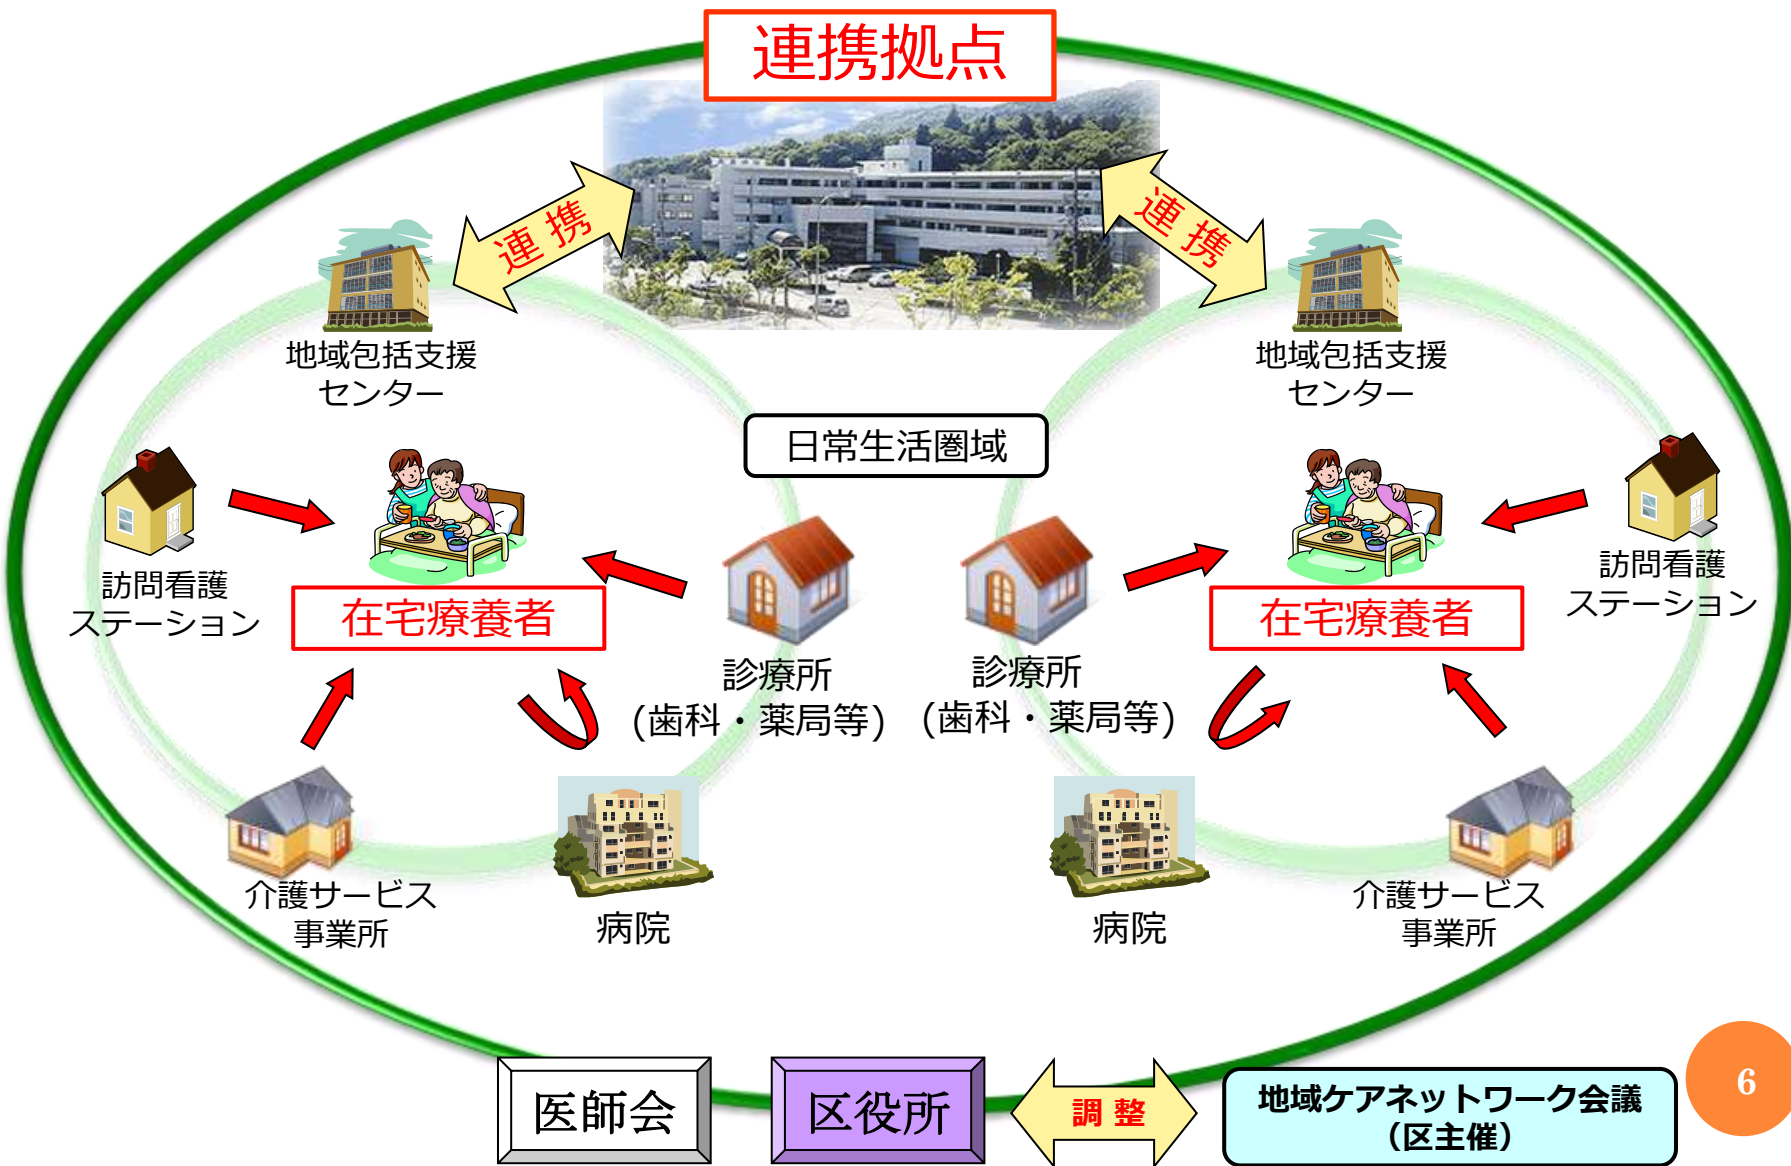 連携拠点
連 携
連 携
地域包括支援
センター
地域包括支援
センター
日常生活圏域
訪問看護
ステーション
在宅療養者
診療所
(歯科・薬局等)
診療所
(歯科・薬局等)
在宅療養者
訪問看護
ステーション
介護サービス
事業所
病院
病院
介護サービス
事業所
医師会
区役所
調 整
地域ケアネットワーク会議
（区主催）
6